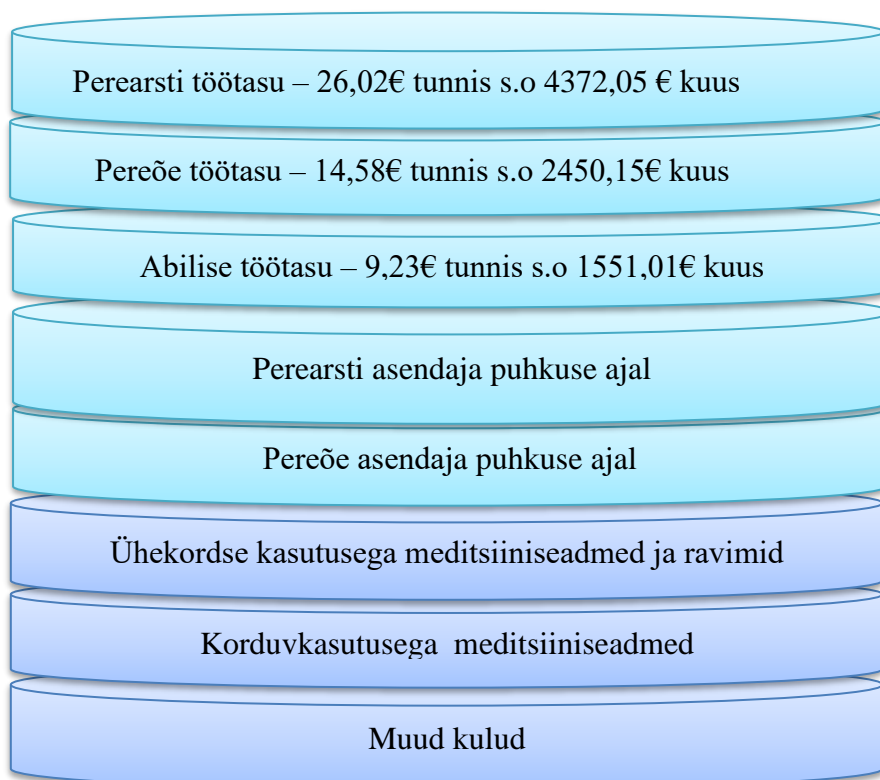 Perearsti töötasu – 26,02€ tunnis s.o 4372,05 € kuus
Pereõe töötasu – 14,58€ tunnis s.o 2450,15€ kuus
Abilise töötasu – 9,23€ tunnis s.o 1551,01€ kuus
Perearsti asendaja puhkuse ajal
Pereõe asendaja puhkuse ajal
Ühekordse kasutusega meditsiiniseadmed ja ravimid
Korduvkasutusega meditsiiniseadmed
Muud kulud